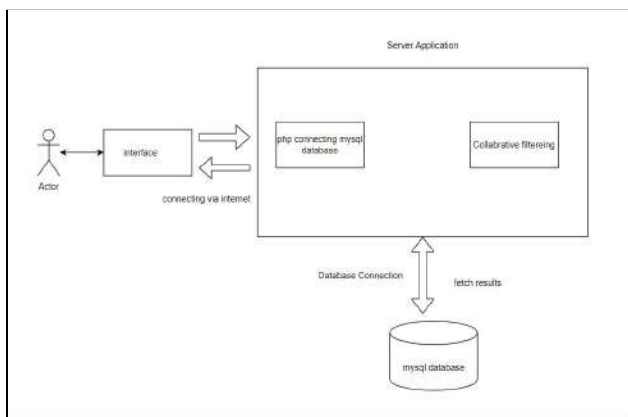 Server Application
php connecting mysql
database
Collabrative filtereing
interface
Actor
connecting via internet
Database Connection
fetch results
mysql database